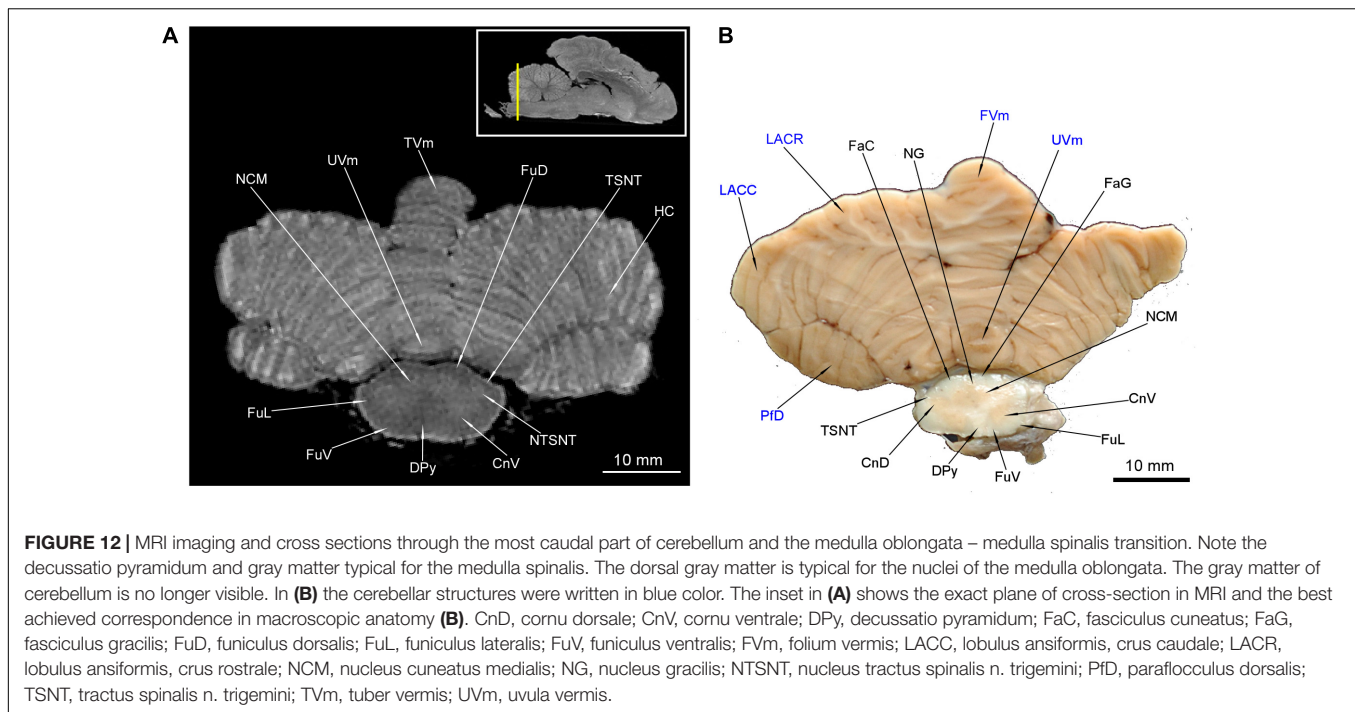 A
B
TVm
UVm
FuD
NCM
TSNT
HC
FuL
FuV
DPy
CnV
NTSNT
10 mm
FVm
LACR
FaC
NG
UVm
FaG
LACC
NCM
PfD
TSNT
CnV
CnD
FuL
DPy
FuV
10 mm
FIGURE 12 | MRI imaging and cross sections through the most caudal part of cerebellum and the medulla oblongata – medulla spinalis transition. Note the
decussatio pyramidum and gray matter typical for the medulla spinalis. The dorsal gray matter is typical for the nuclei of the medulla oblongata. The gray matter of
cerebellum is no longer visible. In (B) the cerebellar structures were written in blue color. The inset in (A) shows the exact plane of cross-section in MRI and the best
achieved correspondence in macroscopic anatomy (B). CnD, cornu dorsale; CnV, cornu ventrale; DPy, decussatio pyramidum; FaC, fasciculus cuneatus; FaG,
fasciculus gracilis; FuD, funiculus dorsalis; FuL, funiculus lateralis; FuV, funiculus ventralis; FVm, folium vermis; LACC, lobulus ansiformis, crus caudale; LACR,
lobulus ansiformis, crus rostrale; NCM, nucleus cuneatus medialis; NG, nucleus gracilis; NTSNT, nucleus tractus spinalis n. trigemini; PfD, paraflocculus dorsalis;
TSNT, tractus spinalis n. trigemini; TVm, tuber vermis; UVm, uvula vermis.